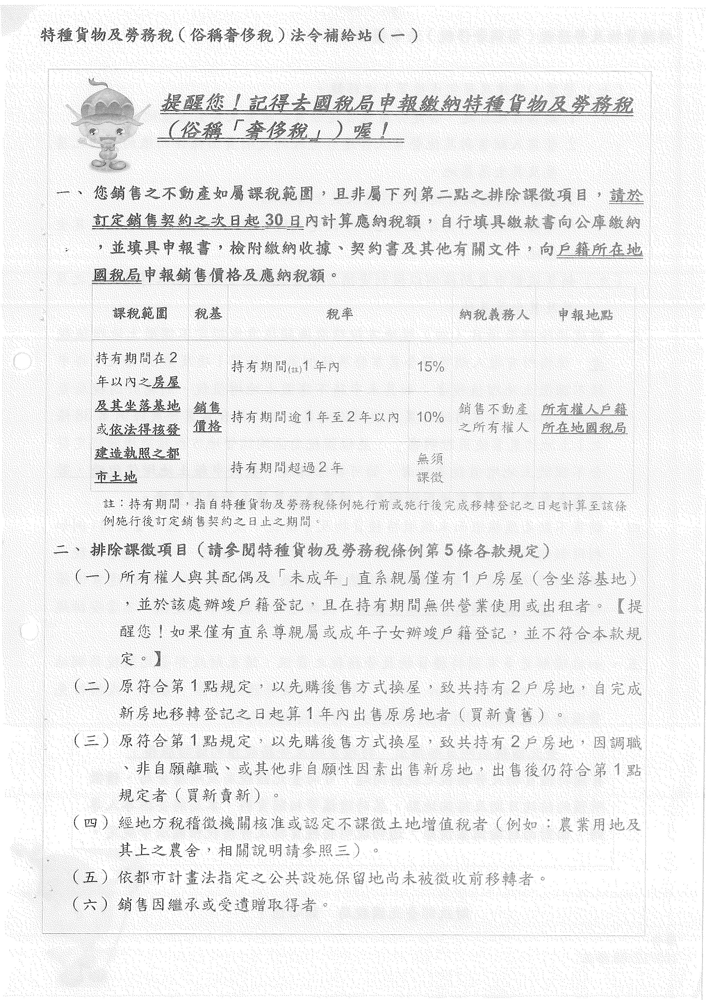 特種貨物及勞務稅（俗稱奢侈稅）法令補給站（一）
提醒您！記得去國稅局申報繳納特種貨物及勞務稅
（俗稱「奢侈稅」）喔！
一、您銷售之不動產如屬課稅範圍，且非屬下列第二點之排除課徵項目，請於
訂定銷售契約之次日起 30 日內計算應納稅額，自行填具繳款書向公庫繳納
，並填具申報書，檢附繳納收據、契約書及其他有關文件，向戶籍所在地
國稅局申報銷售價格及應納稅額。
課稅範圍 稅基 稅率 納稅義務人 申報地點
持有期間在 2
年以內之房屋
及其坐落基地
或依法得核發
建造執照之都
市土地
銷售
價格
持有期間(註)1 年內 15%
持有期間逾 1 年至 2 年以內 10%
持有期間超過 2 年 無須
課徵
銷售不動產
之所有權人
所有權人戶籍
所在地國稅局
註：持有期間，指自特種貨物及勞務稅條例施行前或施行後完成移轉登記之日起計算至該條
例施行後訂定銷售契約之日止之期間。
二、排除課徵項目（請參閱特種貨物及勞務稅條例第 5 條各款規定）
（一）所有權人與其配偶及「未成年」直系親屬僅有 1 戶房屋（含坐落基地）
，並於該處辦竣戶籍登記，且在持有期間無供營業使用或出租者。【提
醒您！如果僅有直系尊親屬或成年子女辦竣戶籍登記，並不符合本款規
定。】
（二）原符合第 1 點規定，以先購後售方式換屋，致共持有 2 戶房地，自完成
新房地移轉登記之日起算 1 年內出售原房地者（買新賣舊）。
（三）原符合第 1 點規定，以先購後售方式換屋，致共持有 2 戶房地，因調職
、非自願離職、或其他非自願性因素出售新房地，出售後仍符合第 1 點
規定者（買新賣新）。
（四）經地方稅稽徵機關核准或認定不課徵土地增值稅者（例如：農業用地及
其上之農舍，相關說明請參照三）。
（五）依都市計畫法指定之公共設施保留地尚未被徵收前移轉者。
（六）銷售因繼承或受遺贈取得者。